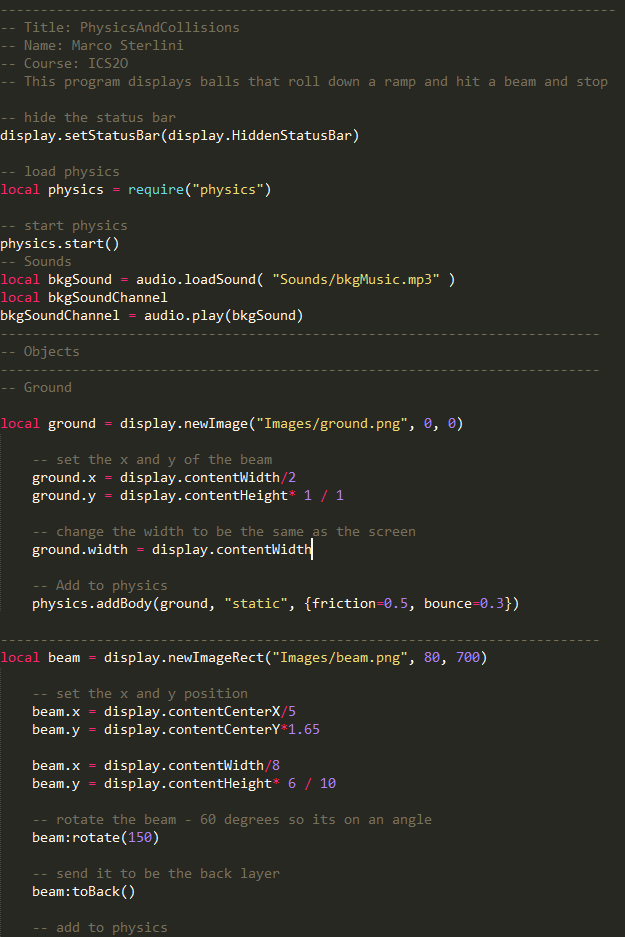 --------------------------------------------------------------------------
-- Title: PhysicsAndCollisions
-- Name: Marco Sterlini
-- Course: ICS2O
-- This program displays balls that roll down a ramp and hit a beam and stop
-- hide the status bar
display.setStatusBar(display.HiddenStatusBar)
-- load physics
local physics = require("physics")
-- start physics
physics.start()
-- Sounds
local bkgSound = audio.loadSound( "Sounds/bkgMusic.mp3" )
local bkgSoundChannel
bkgSoundChannel = audio.play(bkgSound)
---------------------------------------------------------------------------
-- Objects
---------------------------------------------------------------------------
-- Ground
local ground = display.newImage("Images/ground.png", 0, 0)
-- set the x and y of the beam
ground.x = display.contentWidth/2
ground.y = display.contentHeight* 1 / 1
-- change the width to be the same as the screen
ground.width = display.contentWidth
-- Add to physics
physics.addBody(ground, "static", {friction=0.5, bounce=0.3})
---------------------------------------------------------------------------
local beam = display.newImageRect("Images/beam.png", 80, 700)
-- set the x and y position
beam.x = display.contentCenterX/5
beam.y = display.contentCenterY*1.65
beam.x = display.contentWidth/8
beam.y = display.contentHeight* 6 / 10
-- rotate the beam - 60 degrees so its on an angle
beam:rotate(150)
-- send it to be the back layer
beam:toBack()
-- add to physics